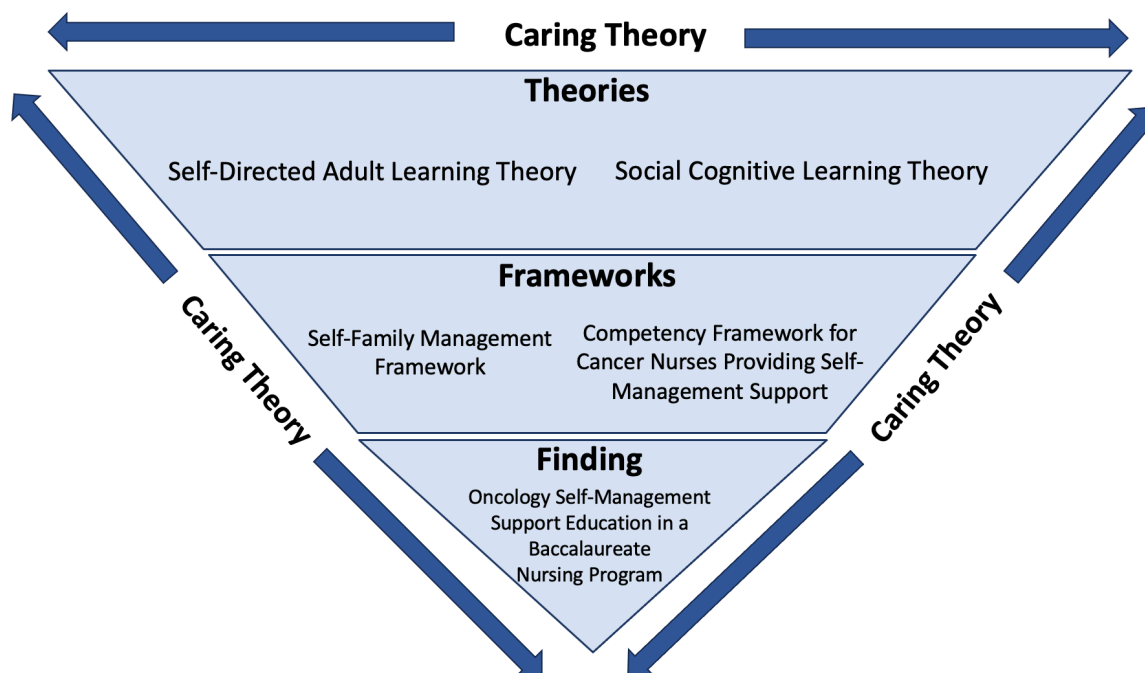 Caring Theory
Theories
Self-Directed Adult Learning Theory
Social Cognitive Learning Theory
Frameworks
Self-Family Management
Framework
Competency Framework for
Cancer Nurses Providing Self-
Management Support
Caring Theory
Caring Theory
Finding
Oncology Self-Management
Support Education in a
Baccalaureate
Nursing Program